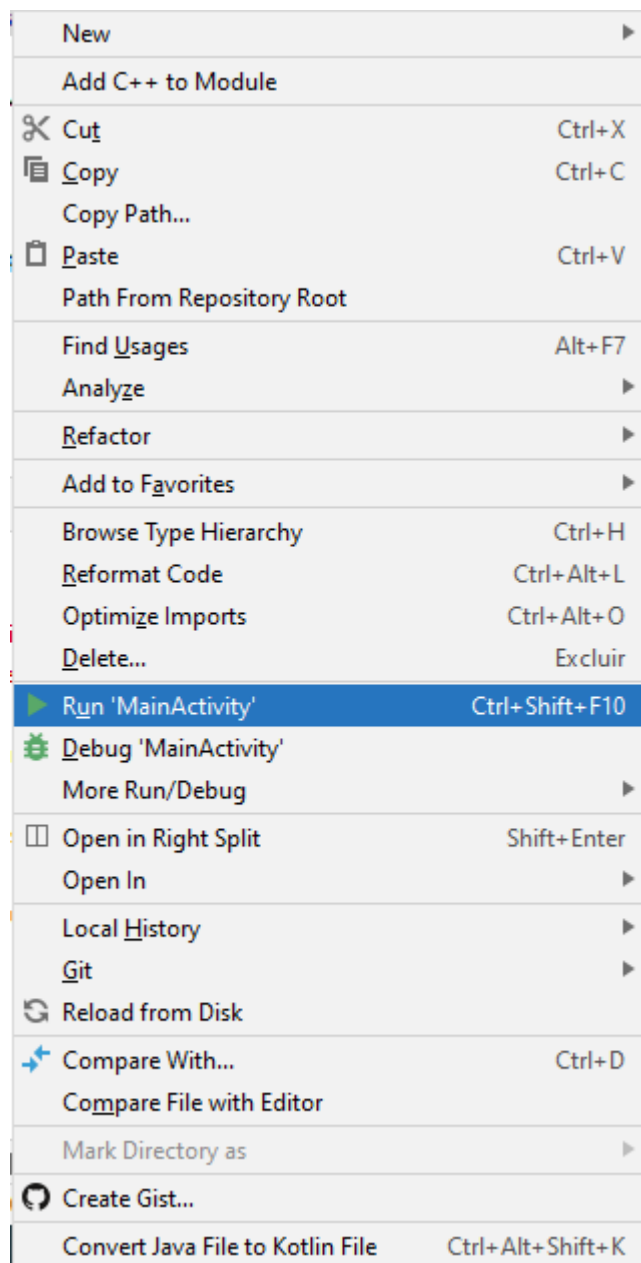 New
Add C++ to Module
Cut Ctrl+X
Copy Ctrl+C
Copy Path...
Paste Ctrl+V
Path From Repository Root
Find Usages Alt+F7
Analyze
Refactor
Add to Favorites
Browse Type Hierarchy Ctrl+H
Reformat Code Ctrl+Alt+L
Optimize Imports Ctrl+Alt+O
Delete... Excluir
Run 'MainActivity' Ctrl+Shift+F10
Debug 'MainActivity'
More Run/Debug
Open in Right Split Shift+Enter
Open In
Local History
Git
Reload from Disk
Compare With... Ctrl+D
Compare File with Editor
Mark Directory as
Create Gist...
Convert Java File to Kotlin File Ctrl+Alt+Shift+K